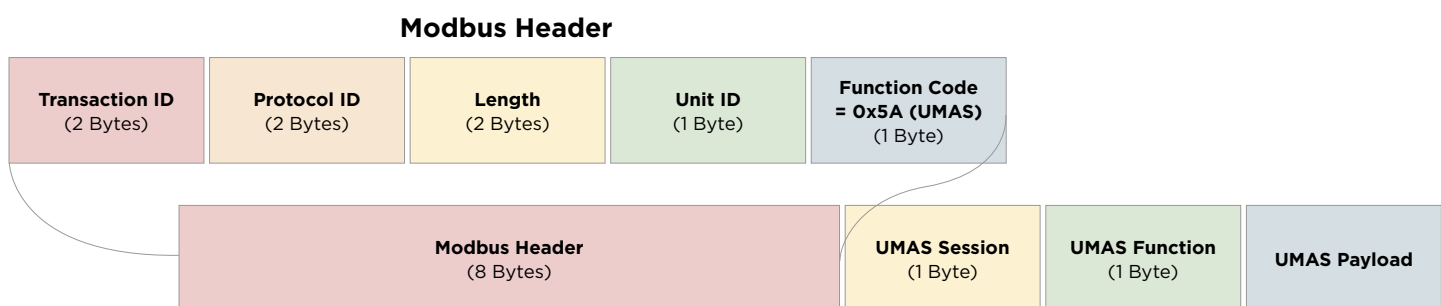 Modbus Header
Transaction ID
(2 Bytes)
Protocol ID
(2 Bytes)
Length
(2 Bytes)
Unit ID
(1 Byte)
Function Code
= 0x5A (UMAS)
(1 Byte)
Modbus Header
(8 Bytes)
UMAS Session
(1 Byte)
UMAS Function
(1 Byte)
UMAS Payload